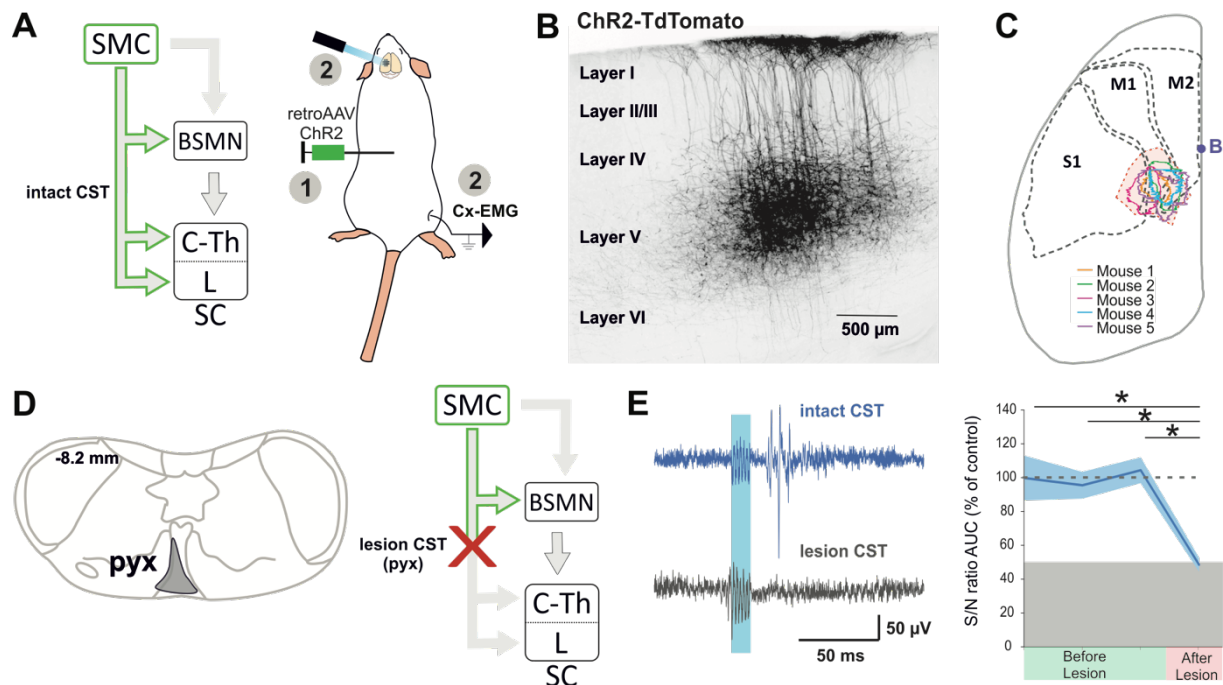 A
SMC
BSMN
intact CST
C-Th
L
SC
2
retroAAV
ChR2
1
2
Cx-EMG
B
ChR2-TdTomato
Layer I
Layer II/III
Layer IV
Layer V
Layer VI
500 µm
C
M1
M2
B
S1
Mouse 1
Mouse 2
Mouse 3
Mouse 4
Mouse 5
D
-8.2 mm
pyx
SMC
BSMN
lesion CST
(pyx)
C-Th
L
SC
E
intact CST
lesion CST
50 µV
50 ms
S/N ratio AUC (% of control)
140
120
100
80
60
40
20
0
*
*
*
Before
Lesion
After
Lesion